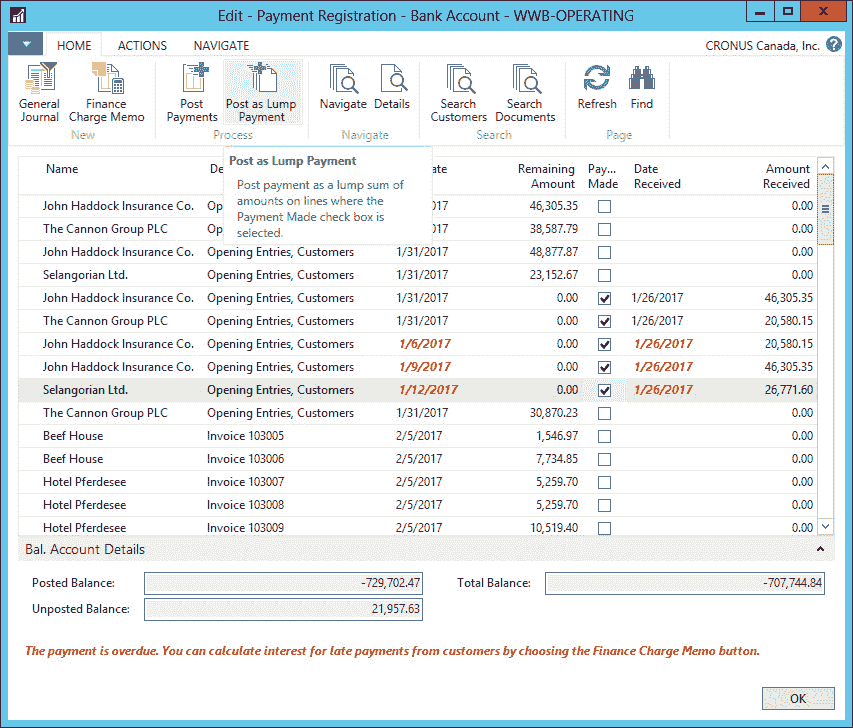 Edit - Payment Registration - Bank Account - WWB-OPERATING
HOME ACTIONS NAVIGATE CRONUS Canada, Inc. ?
General Journal Finance Charge Memo Post Payments Post as Lump Payment Navigate Details Search Customers Search Documents Refresh Find
New Process Navigate Search Page
Post as Lump Payment
Post payment as a lump sum of
amounts on lines where the
Payment Made check box is
selected.
Name De ate Remaining Amount Pay... Made Date Received Amount Received
John Haddock Insurance Co. Op /2017 46,305.35 0.00
The Cannon Group PLC Op /2017 38,587.79 0.00
John Haddock Insurance Co. Opening Entries, Customers 1/31/2017 48,877.87 0.00
Selangorian Ltd. Opening Entries, Customers 1/31/2017 23,152.67 0.00
John Haddock Insurance Co. Opening Entries, Customers 1/31/2017 0.00 1/26/2017 46,305.35
The Cannon Group PLC Opening Entries, Customers 1/31/2017 0.00 1/26/2017 20,580.15
John Haddock Insurance Co. Opening Entries, Customers 1/6/2017 0.00 1/26/2017 20,580.15
John Haddock Insurance Co. Opening Entries, Customers 1/9/2017 0.00 1/26/2017 46,305.35
Selangorian Ltd. Opening Entries, Customers 1/12/2017 0.00 1/26/2017 26,771.60
The Cannon Group PLC Opening Entries, Customers 1/31/2017 30,870.23 0.00
Beef House Invoice 103005 2/5/2017 1,546.97 0.00
Beef House Invoice 103006 2/5/2017 7,734.85 0.00
Hotel Pferdesee Invoice 103007 2/5/2017 5,259.70 0.00
Hotel Pferdesee Invoice 103008 2/5/2017 5,259.70 0.00
Hotel Pferdesee Invoice 103009 2/5/2017 10,519.40 0.00
Bal. Account Details
Posted Balance: -729,702.47 Total Balance: -707,744.84
Unposted Balance: 21,957.63
The payment is overdue. You can calculate interest for late payments from customers by choosing the Finance Charge Memo button.
OK